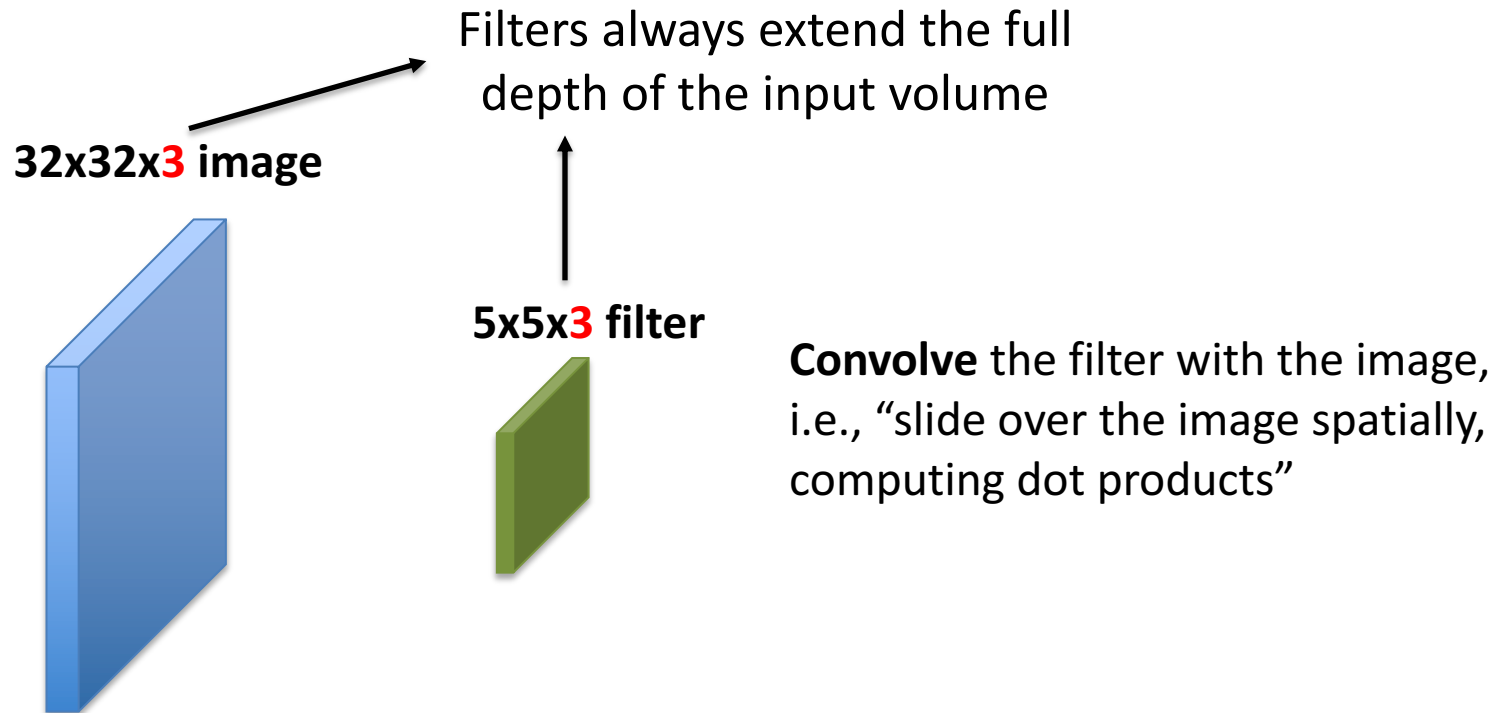 Filters always extend the full
depth of the input volume
32x32x3 image
5x5x3 filter
Convolve the filter with the image,
i.e., “slide over the image spatially,
computing dot products”